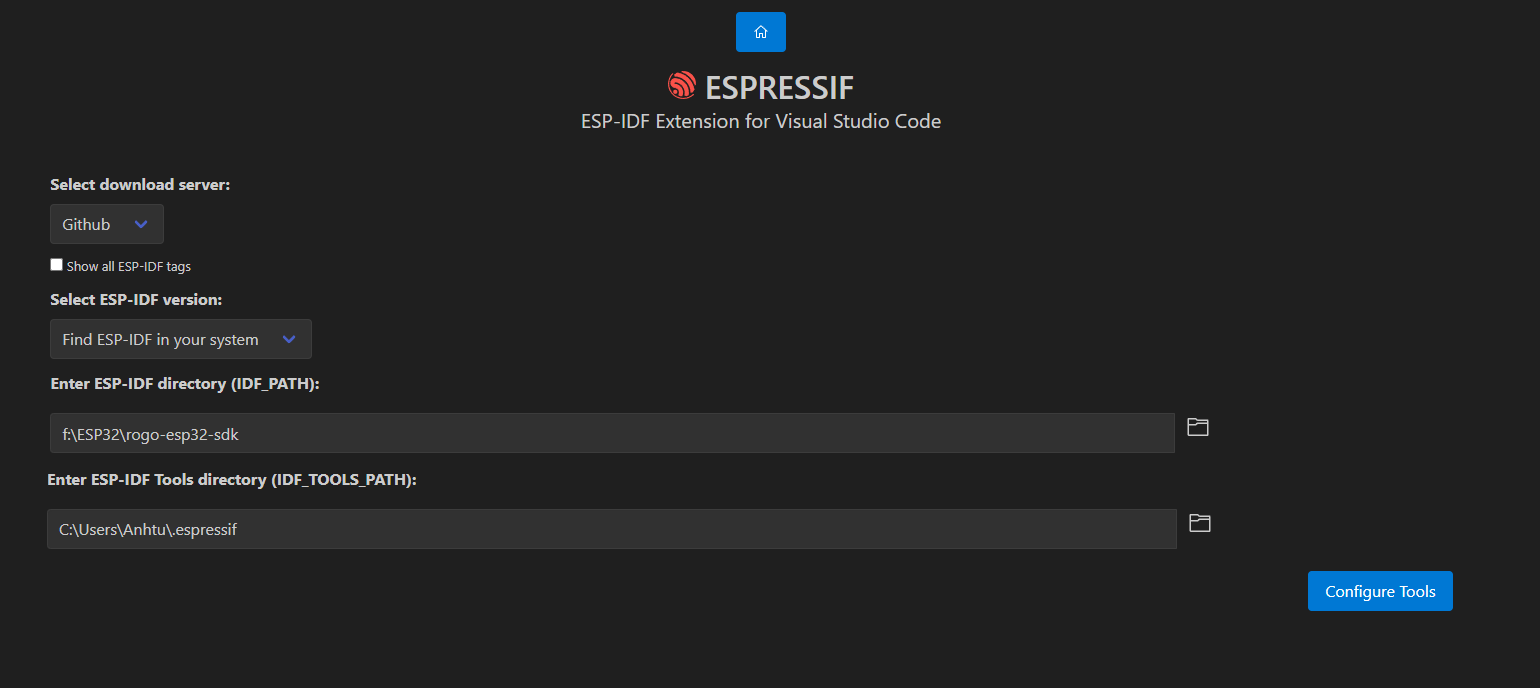 ESPRESSIF
ESP-IDF Extension for Visual Studio Code
Select download server:
Github
Show all ESP-IDF tags
Select ESP-IDF version:
Find ESP-IDF in your system
Enter ESP-IDF directory (IDF_PATH):
f:\ESP32\rogo-esp32-sdk
Enter ESP-IDF Tools directory (IDF_TOOLS_PATH):
C:\Users\Anhtu\.espressif
Configure Tools